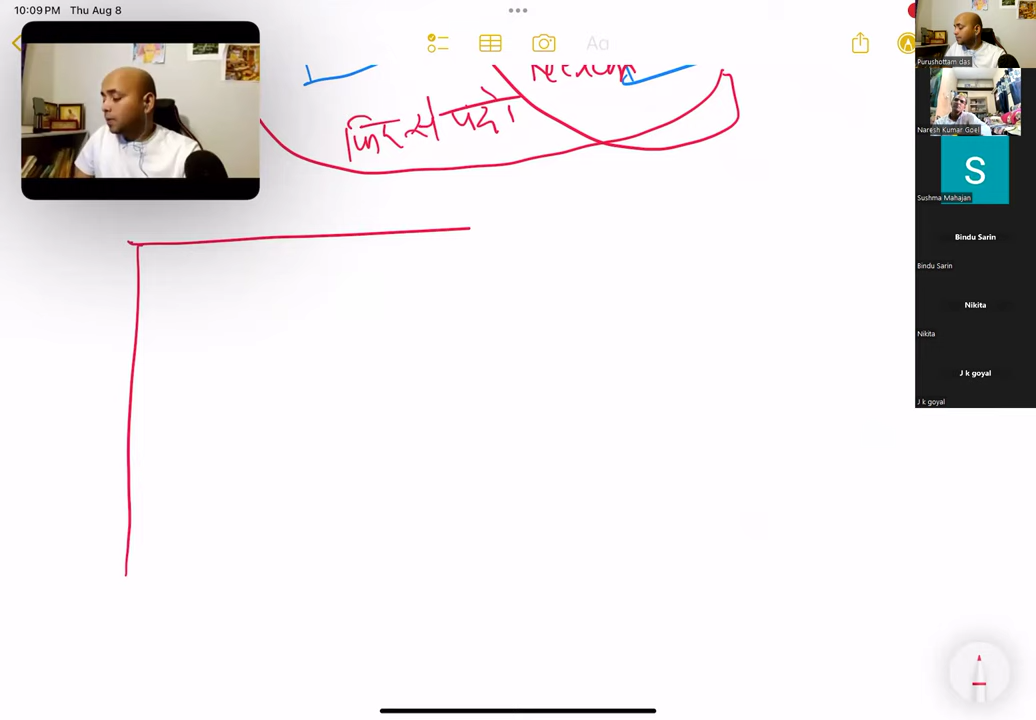 10:09 PM Thu Aug 8
Aa
फिर से पढ़ो
Purushottam das
Naresh Kumar Goel
S
Sushma Mahajan
Bindu Sarin
Bindu Sarin
Nikita
Nikita
J k goyal
J k goyal